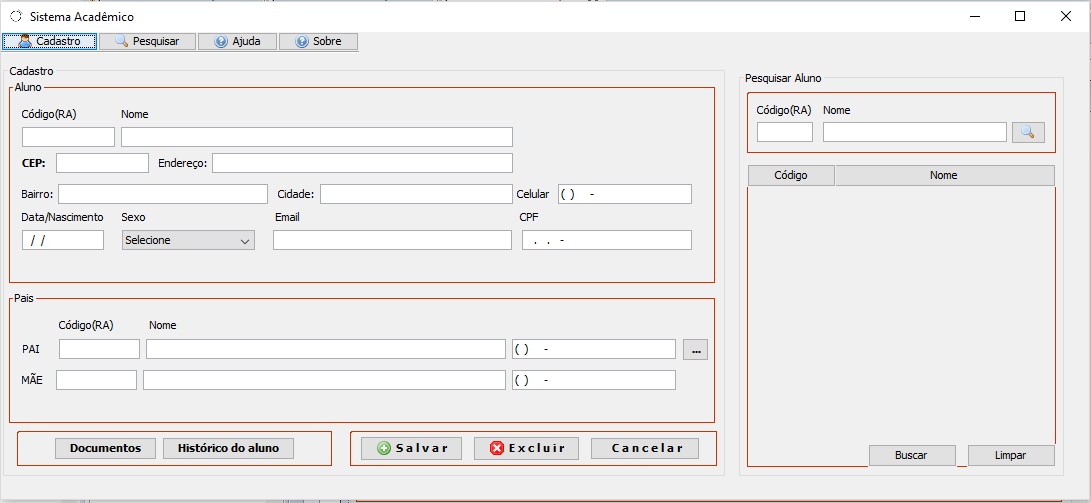 Sistema Acadêmico
Cadastro Pesquisar Ajuda Sobre
Cadastro
Aluno
Código(RA) Nome
CEP: Endereço:
Bairro: Cidade: Celular ( ) -
Data/Nascimento Sexo Email CPF
/ / Selecione . . -
Pais
Código(RA) Nome
PAI ( ) - ...
MÃE ( ) -
Documentos Histórico do aluno Salvar Excluir Cancelar
Pesquisar Aluno
Código(RA) Nome
Código Nome
Buscar Limpar